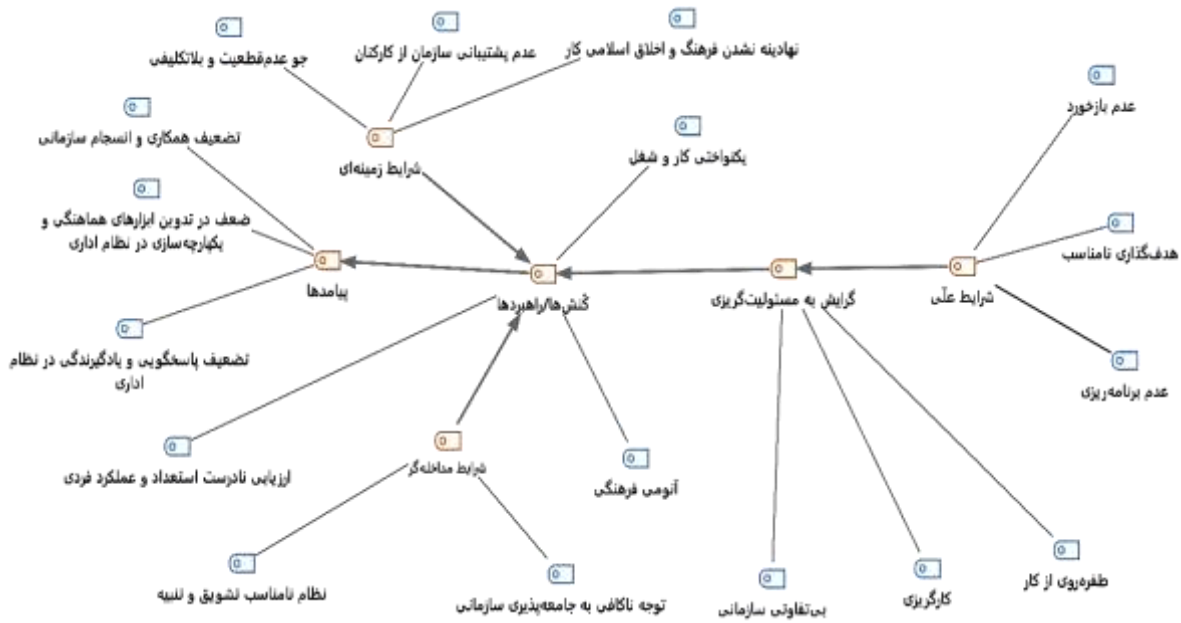 نهادینه نشدن فرهنگ و اخلاق اسلامی کار
عدم پشتیبانی سازمان از کارکنان
جو عدم‌قطعیت و بلاتکلیفی
عدم بازخورد
تضعیف همکاری و انسجام سازمانی
یکنواختی کار و شغل
شرایط زمینه‌ای
ضعف در تدوین ابزارهای هماهنگی و
یکپارچه‌سازی در نظام اداری
هدف‌گذاری نامناسب
شرایط علّی
گرایش به مسئولیت‌گریزی
کُنش‌ها/راهبردها
پیامدها
تضعیف پاسخگویی و یادگیرندگی در نظام
اداری
عدم برنامه‌ریزی
ارزیابی نادرست استعداد و عملکرد فردی
شرایط مداخله‌گر
آنومی فرهنگی
طفره‌روی از کار
کارگریزی
بی‌تفاوتی سازمانی
توجه ناکافی به جامعه‌پذیری سازمانی
نظام نامناسب تشویق و تنبیه